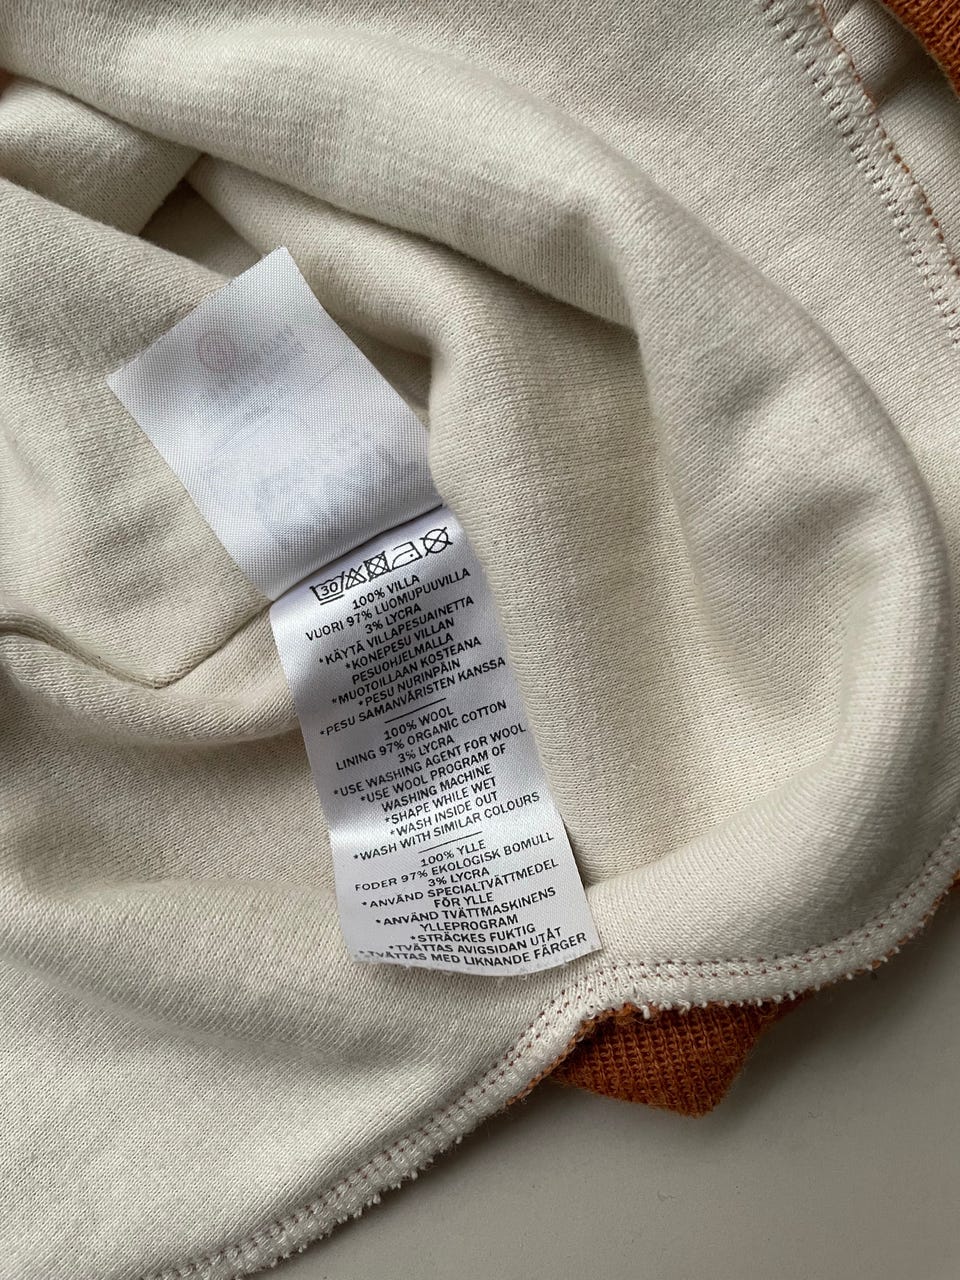 30
100% VILLA
VUORI 97% LUOMUPUUVILLA
3% LYCRA
*KÄYTÄ VILLAPESUAINETTA
*KONEPESU VILLAN
PESUOHJELMALLA
*MUOTOILLAAN KOSTEANA
*PESU NURINPÄIN
*PESU SAMANVÄRISTEN KANSSA
100% WOOL
LINING 97% ORGANIC COTTON
3% LYCRA
*USE WASHING AGENT FOR WOOL
*USE WOOL PROGRAM OF
WASHING MACHINE
*SHAPE WHILE WET
*WASH INSIDE OUT
*WASH WITH SIMILAR COLOURS
100% YLLE
FODER 97% EKOLOGISK BOMULL
3% LYCRA
*ANVÄND SPECIALTVÄTTMEDEL
FÖR YLLE
*ANVÄND TVÄTTMASKINENS
YLLEPROGRAM
*STRÄCKES FUKTIG
*TVÄTTAS AVIGSIDAN UTÅT
*TVÄTTAS MED LIKNANDE FÄRGER